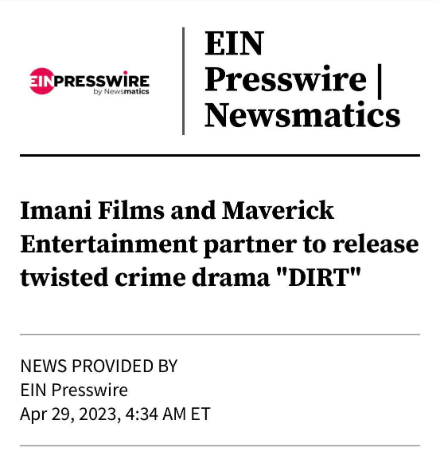 EINPRESSWIRE
by Newsmatics
EIN
Presswire |
Newsmatics
Imani Films and Maverick
Entertainment partner to release
twisted crime drama "DIRT"
NEWS PROVIDED BY
EIN Presswire
Apr 29, 2023, 4:34 AM ET